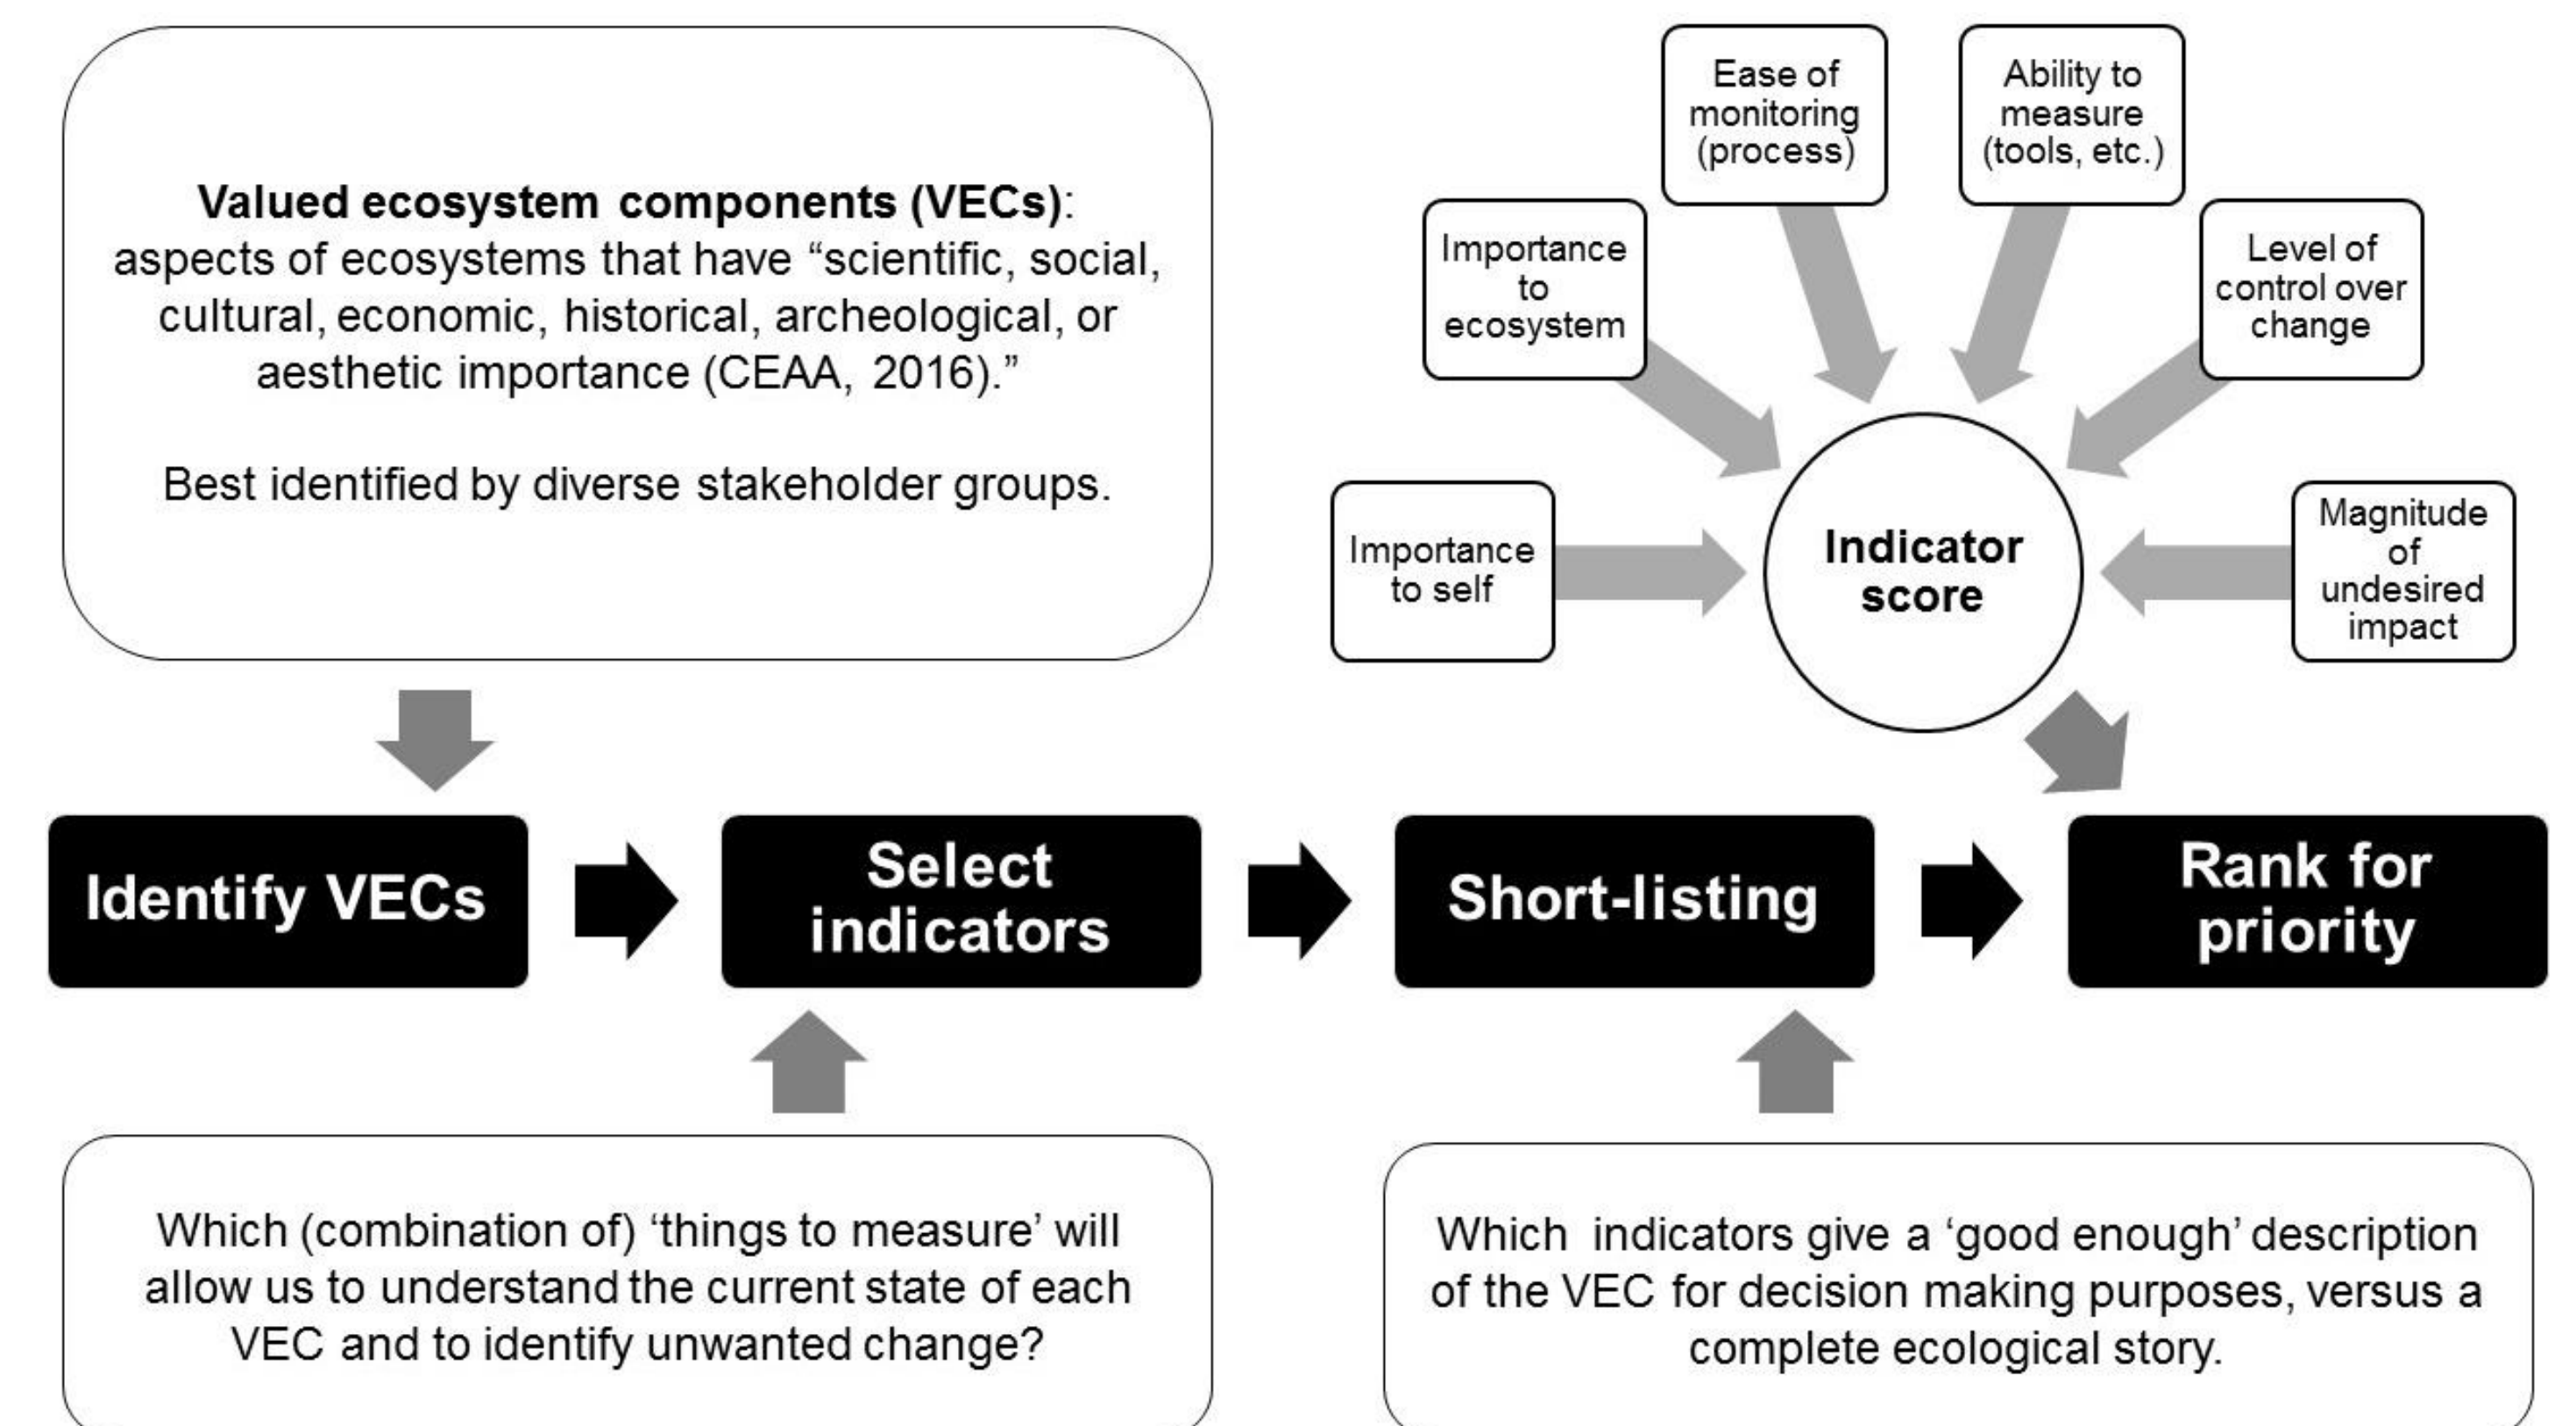 Valued ecosystem components (VECs):
aspects of ecosystems that have “scientific, social,
cultural, economic, historical, archeological, or
aesthetic importance (CEAA, 2016).”
Best identified by diverse stakeholder groups.
Importance
to self
Importance
to
ecosystem
Ease of
monitoring
(process)
Ability to
measure
(tools, etc.)
Level of
control over
change
Magnitude
of
undesired
impact
Indicator
score
Identify VECs
Select
indicators
Short-listing
Rank for
priority
Which (combination of) ‘things to measure’ will
allow us to understand the current state of each
VEC and to identify unwanted change?
Which indicators give a ‘good enough’ description
of the VEC for decision making purposes, versus a
complete ecological story.